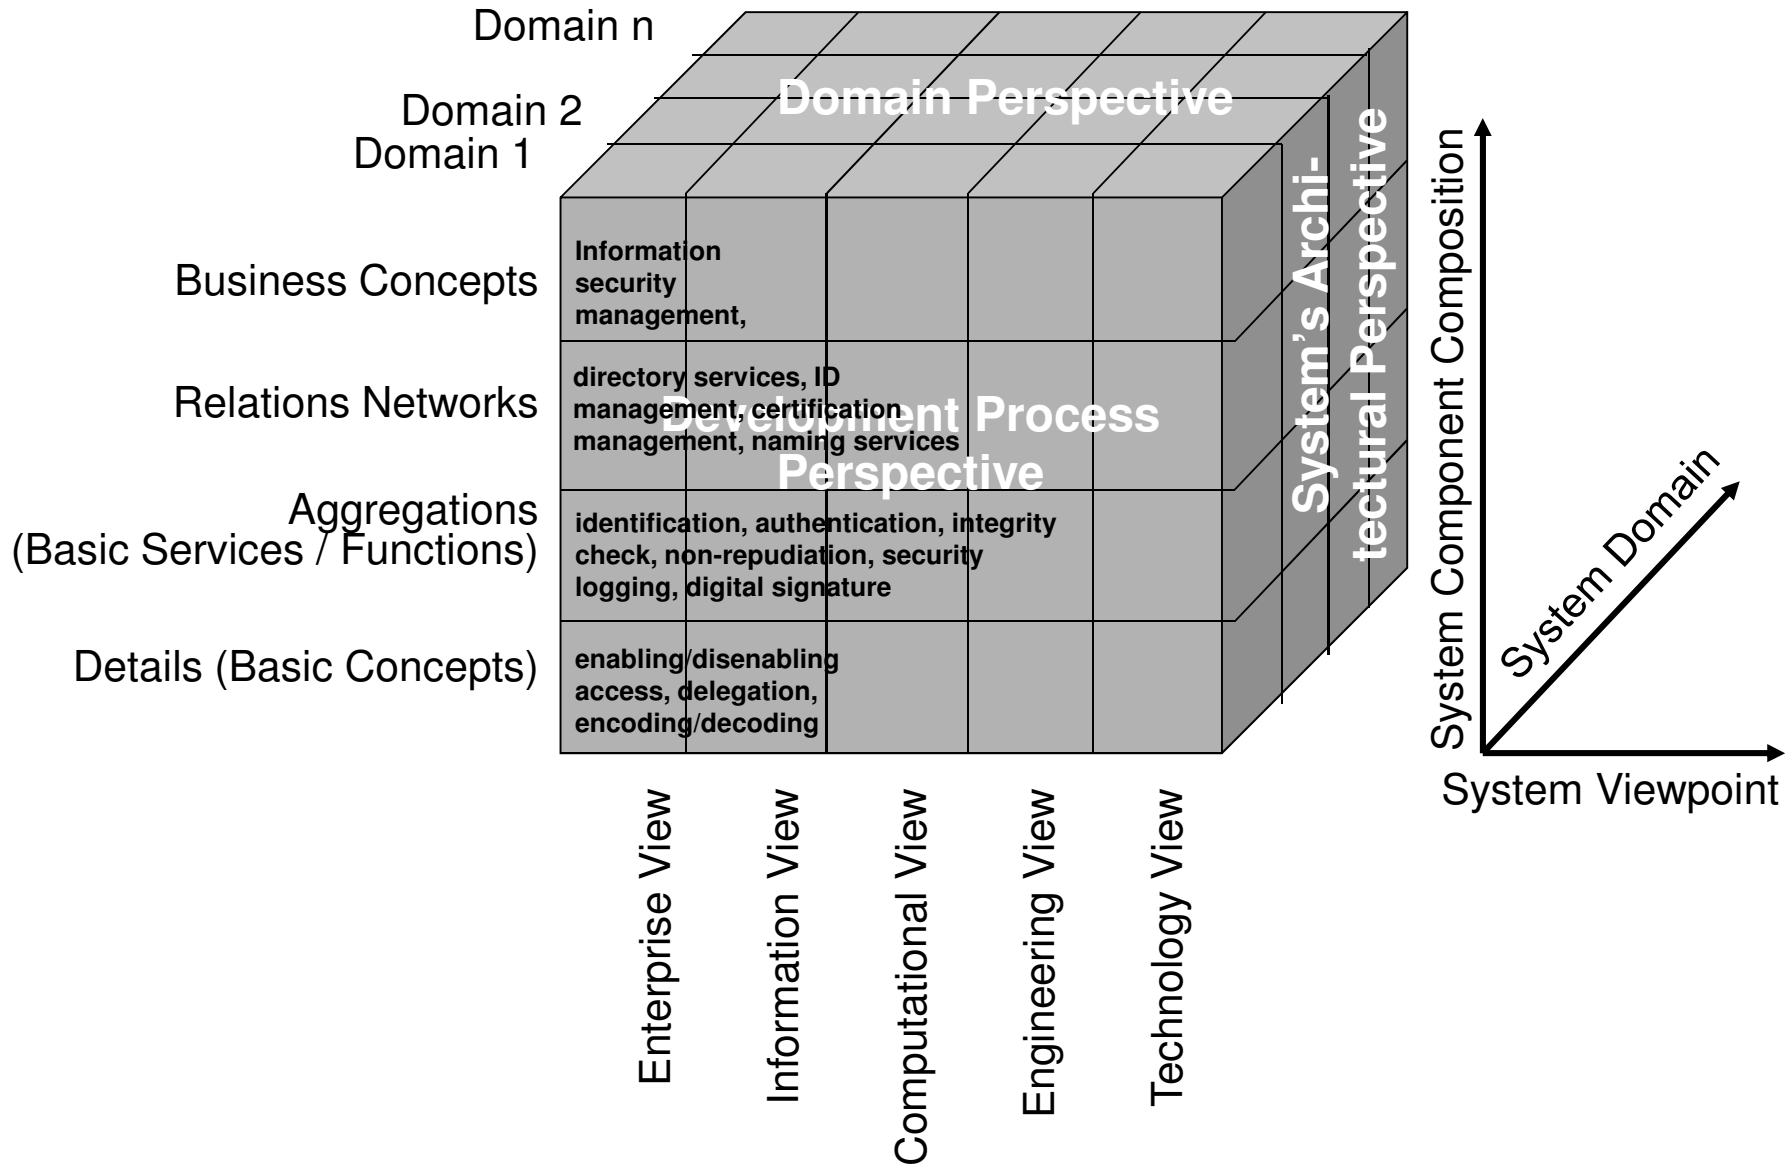 Domain n
Domain 2
Domain 1
Domain Perspective
Business Concepts
Information
security
management,
Relations Networks
directory services, ID
management, certification
management, naming services
Development Process
Perspective
Aggregations
(Basic Services / Functions)
identification, authentication, integrity
check, non-repudiation, security
logging, digital signature
Details (Basic Concepts)
enabling/disenabling
access, delegation,
encoding/decoding
System's Archi-
tectural Perspective
System Component Composition
System Domain
System Viewpoint
Enterprise View
Information View
Computational View
Engineering View
Technology View